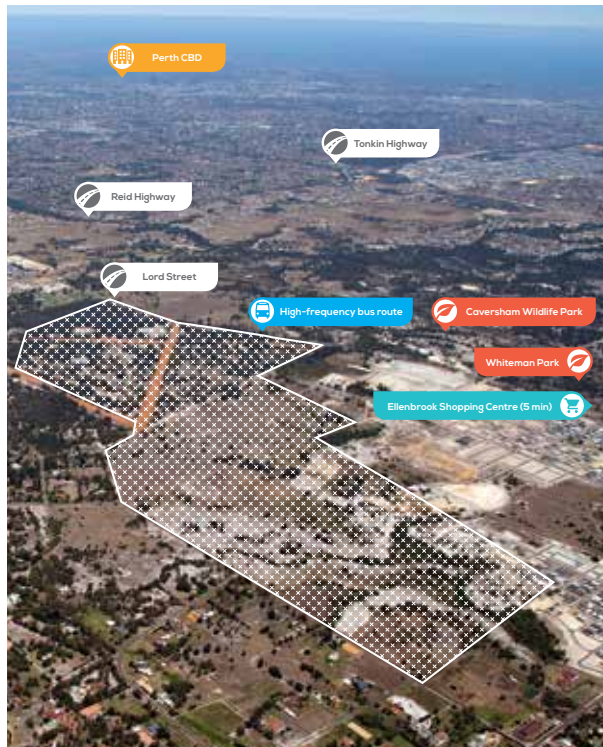 Perth CBD
Tonkin Highway
Reid Highway
Lord Street
High-frequency bus route
Caversham Wildlife Park
Whiteman Park
Ellenbrook Shopping Centre (5 min)